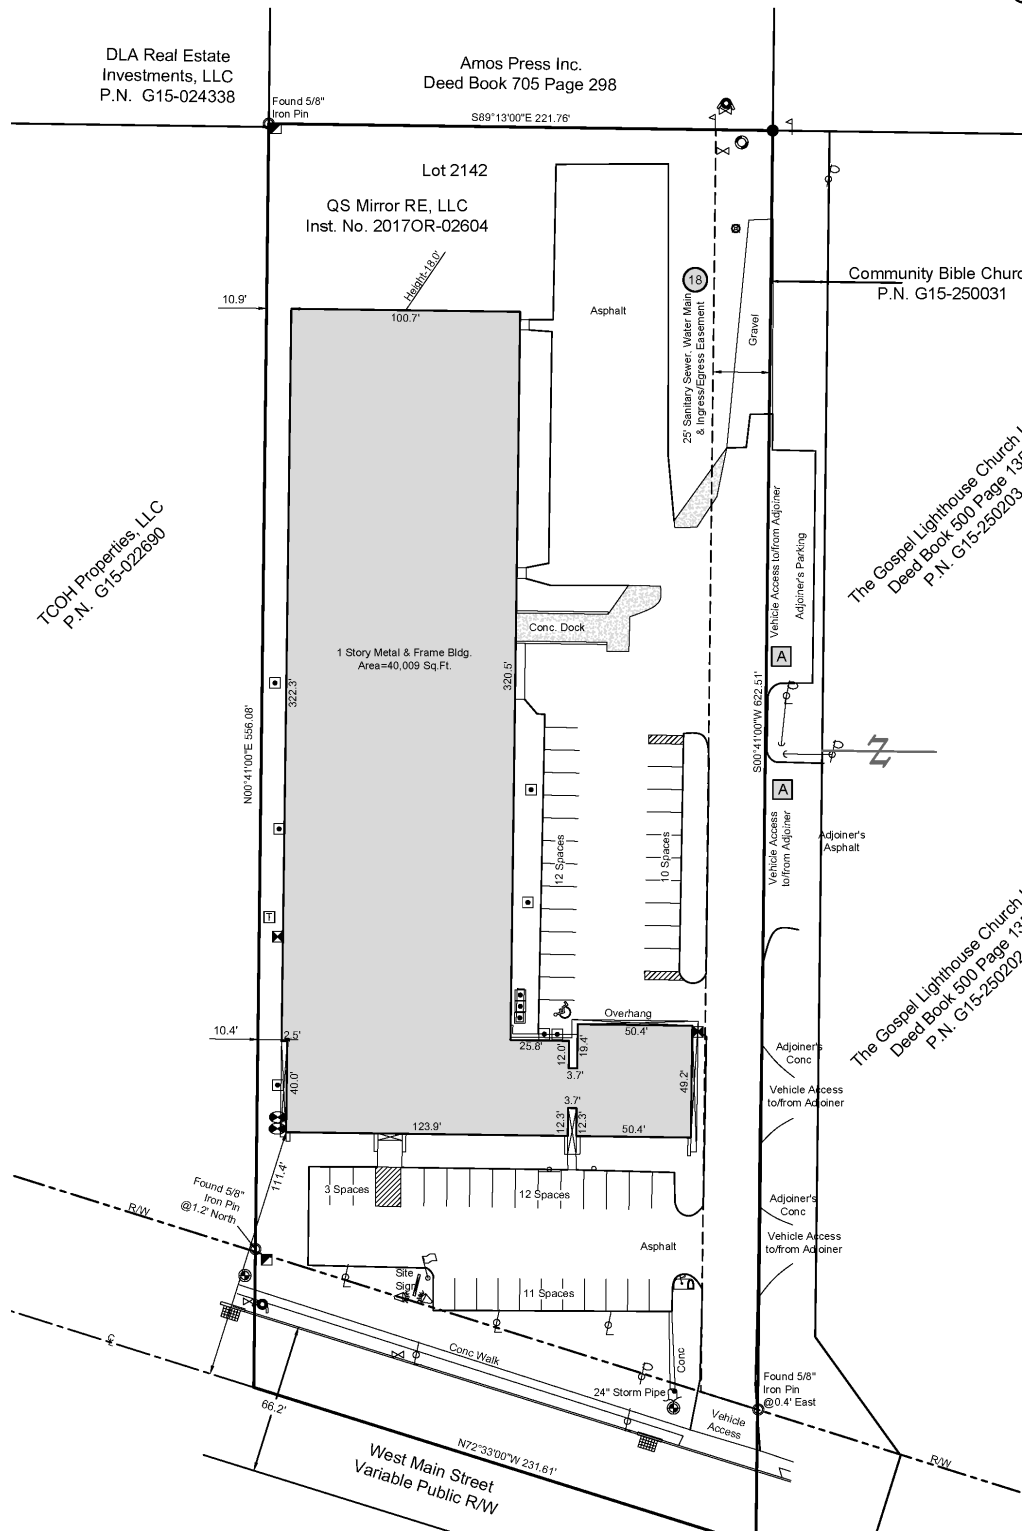 DLA Real Estate
Investments, LLC
P.N. G15-024338
Amos Press Inc.
Deed Book 705 Page 298
Found 5/8"
Iron Pin
S89°13'00"E 221.76'
Lot 2142
QS Mirror RE, LLC
Inst. No. 2017OR-02604
Height-18.0'
10.9'
100.7'
Asphalt
18
25' Sanitary Sewer, Water Main
& Ingress/Egress Easement
Gravel
Community Bible Churc
P.N. G15-250031
TCOH Properties, LLC
P.N. G15-022690
The Gospel Lighthouse Church
Deed Book 500 Page 135
P.N. G15-250203
Vehicle Access to/from Adjoiner
Adjoiner's Parking
Conc. Dock
1 Story Metal & Frame Bldg.
Area=40,009 Sq.Ft.
A
322.3'
320.5'
N00°41'00"E 556.08'
S00°41'00"W 622.51'
Z
A
12 Spaces
10 Spaces
Vehicle Access
to/from Adjoiner
Adjoiner's
Asphalt
T
The Gospel Lighthouse Church
Deed Book 500 Page 13
P.N. G15-250202
Overhang
10.4'
2.5'
25.8'
12.0'
19.4'
50.4'
3.7'
40.0'
49.2'
Adjoiner's
Conc
Vehicle Access
to/from Adjoiner
3.7'
123.9'
12.3'
12.3'
50.4'
111.4'
3 Spaces
12 Spaces
Found 5/8"
Iron Pin
@1.2' North
R/W
Adjoiner's
Conc
Vehicle Access
to/from Adjoiner
Asphalt
Site
Sign
11 Spaces
Conc Walk
Conc
24" Storm Pipe
Found 5/8"
Iron Pin
@0.4' East
Vehicle
Access
66.2'
N72°33'00"W 231.61'
West Main Street
Variable Public R/W
R/W